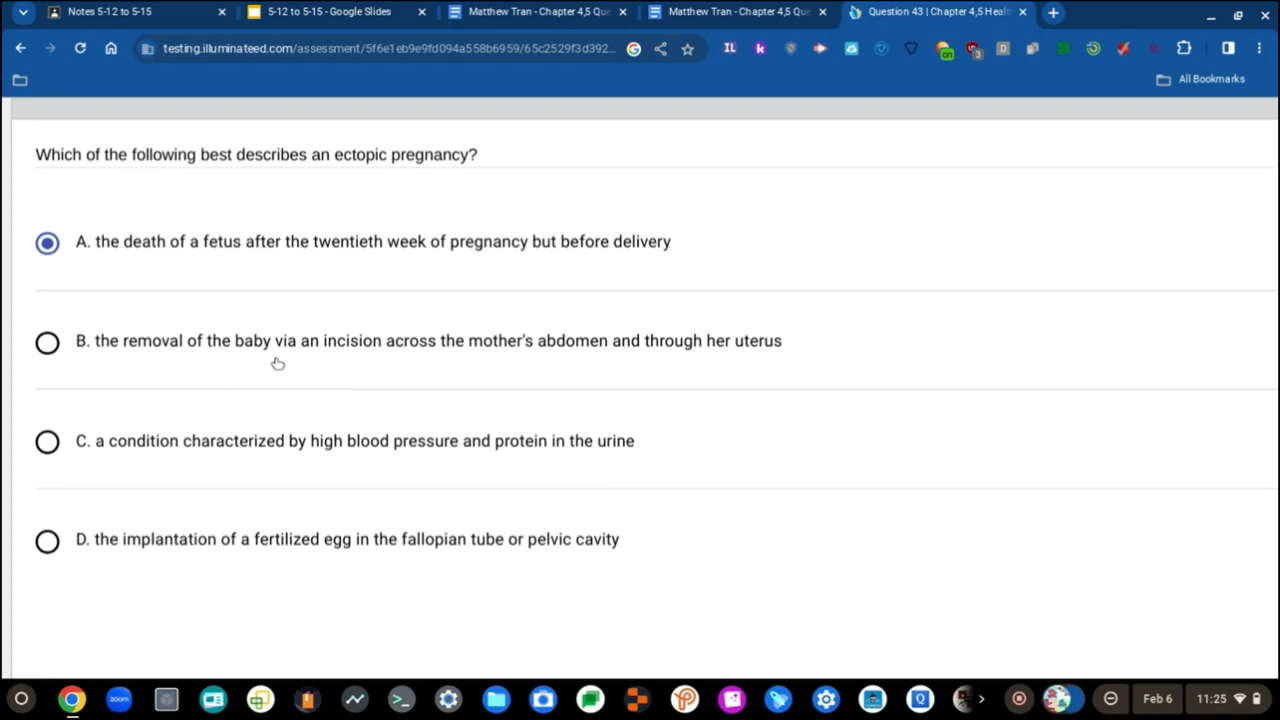 Notes 5-12 to 5-15
5-12 to 5-15 - Google Slides
Matthew Tran - Chapter 4,5 Que
Matthew Tran - Chapter 4,5 Que
Question 43 | Chapter 4,5 Healt
testing.illuminateed.com/assessment/5f6e1eb9e9fd094a558b6959/65c2529f3d392...
All Bookmarks
Which of the following best describes an ectopic pregnancy?
A. the death of a fetus after the twentieth week of pregnancy but before delivery
B. the removal of the baby via an incision across the mother's abdomen and through her uterus
C. a condition characterized by high blood pressure and protein in the urine
D. the implantation of a fertilized egg in the fallopian tube or pelvic cavity
zoom
Feb 6
11:25